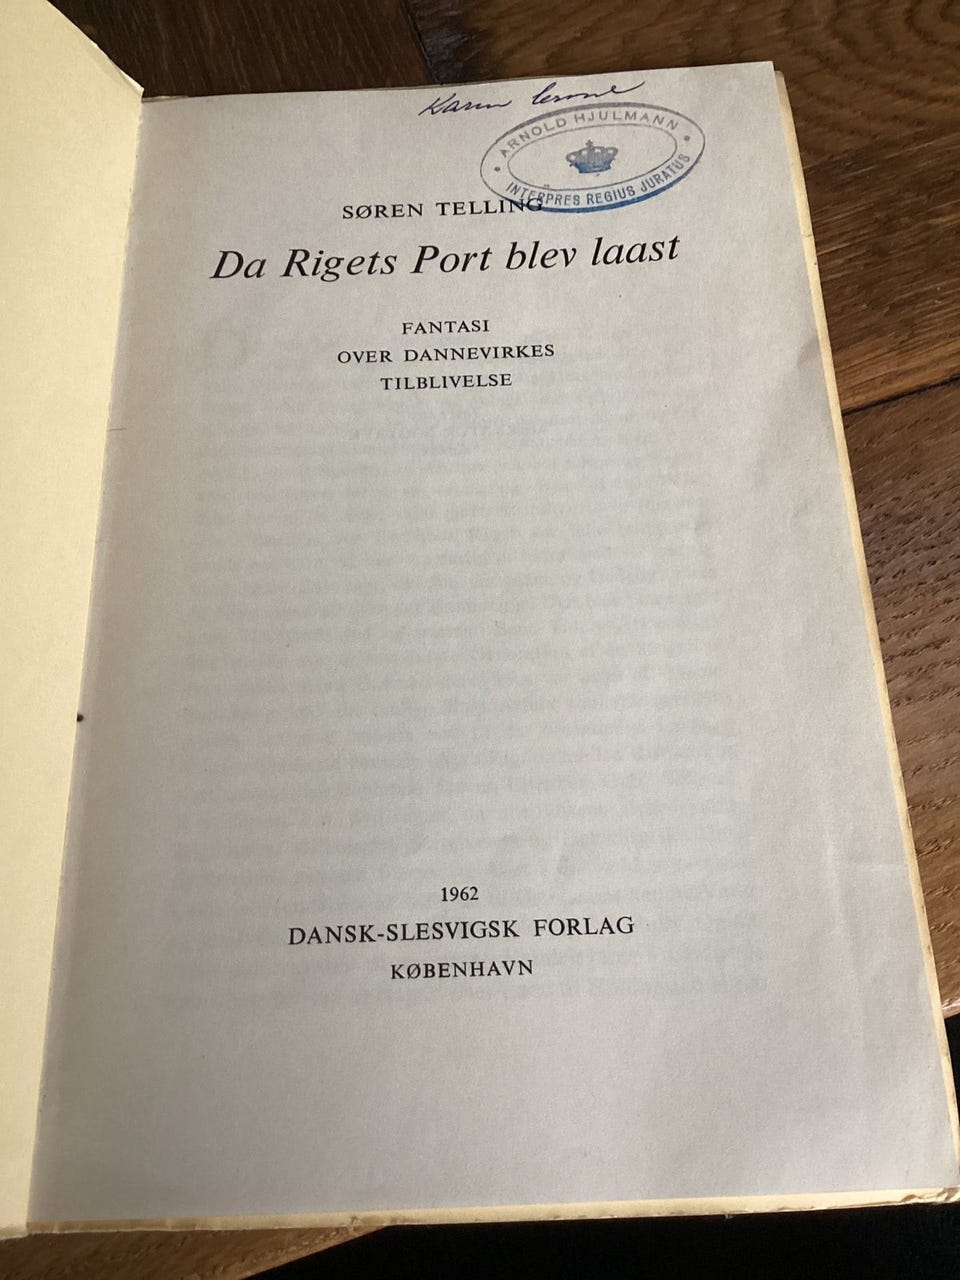 Karin
ARNOLD HJULMANN
INTERPRES REGIUS JURATUS
SØREN TELLING
Da Rigets Port blev laast
FANTASI
OVER DANNEVIRKES
TILBLIVELSE
1962
DANSK-SLESVIGSK FORLAG
KØBENHAVN